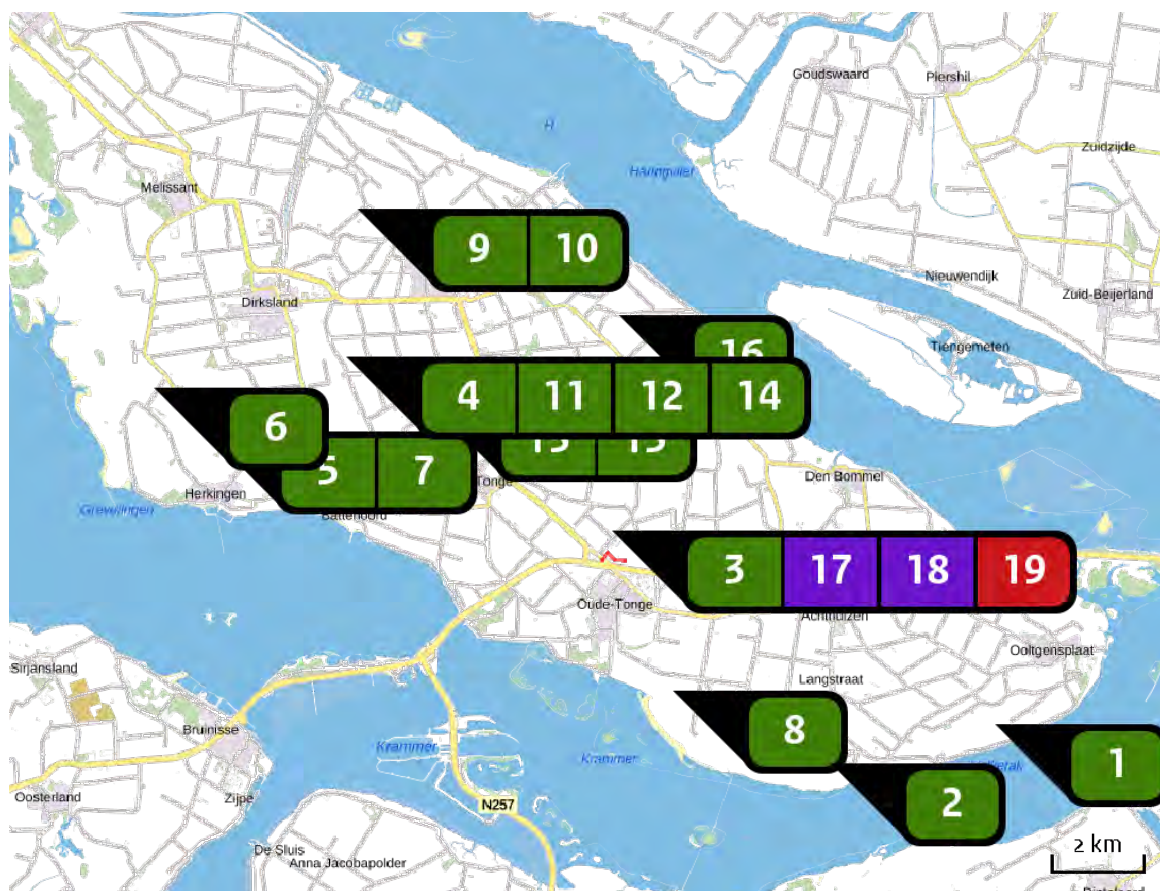 Goudswaard
Piershil
H
Zuidzijde
Haringvliet
Melissant
9 10
Nieuwendijk
Dirksland
Zuid-Beijerland
16
Tiengemeten
4 11 12 14
6
5 7
Tonge
Den Bommel
Herkingen
Grevelingen
Battenoord
3 17 18 19
Oude-Tonge
Achthuizen
Ooltgensplaat
Sirjansland
Langstraat
8
Bruinisse
Krammer
Krammer
1
2
Oosterland
Zijpe
N257
De Sluis
Anna Jacobapolder
2 km